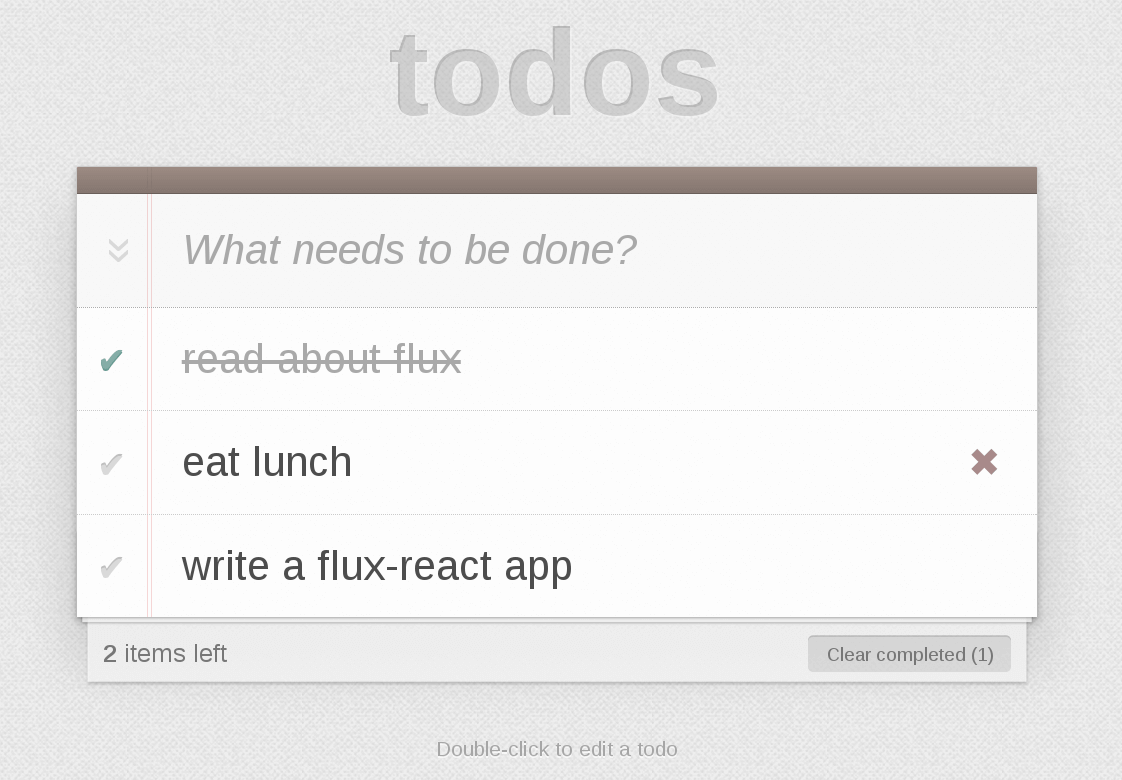 todos
What needs to be done?
read about flux
eat lunch
write a flux-react app
2 items left
Clear completed (1)
Double-click to edit a todo